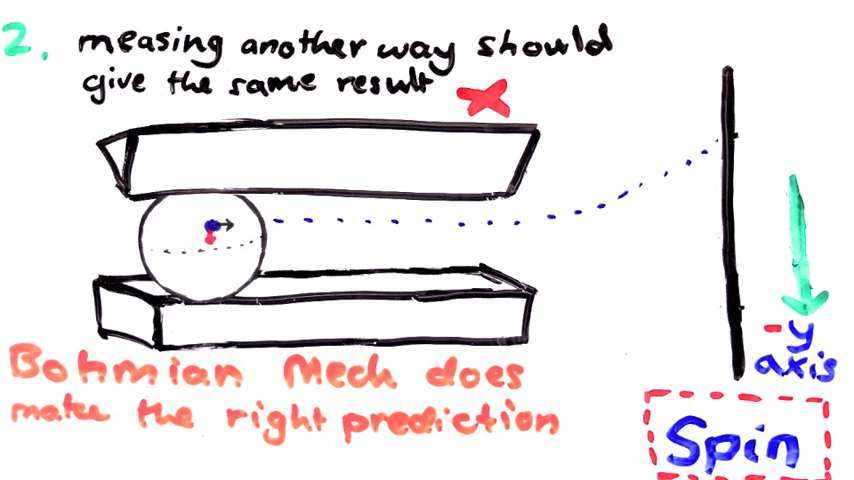 2. measing another way should
give the same result
-y
axis
Bohmian Mech does
make the right prediction
Spin